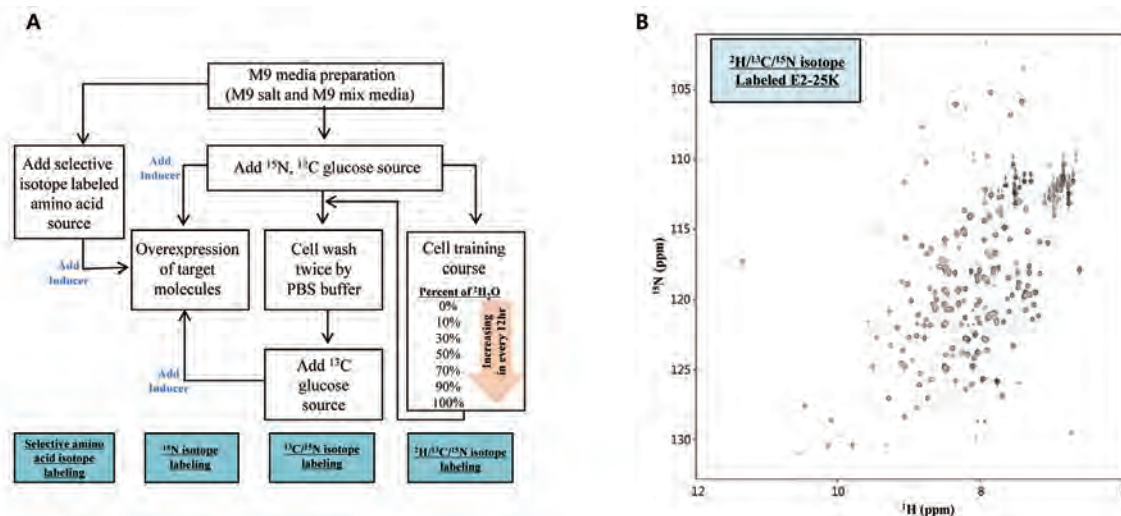 A
M9 media preparation
(M9 salt and M9 mix media)
Add selective
isotope labeled
amino acid
source
Add
Inducer
Add ¹⁵N, ¹³C glucose source
Add
Inducer
Overexpression
of target
molecules
Cell wash
twice by
PBS buffer
Cell training
course
Percent of ²H₂O
0%
10%
30%
50%
70%
90%
100%
Increasing
in every 12hr
Add
Inducer
Add ¹³C
glucose
source
Selective amino
acid isotope
labeling
¹⁵N isotope
labeling
¹³C/¹⁵N isotope
labeling
²H/¹³C/¹⁵N isotope
labeling
B
²H/¹³C/¹⁵N isotope
Labeled E2-25K
105
110
115
120
125
130
¹⁵N (ppm)
12
10
8
¹H (ppm)